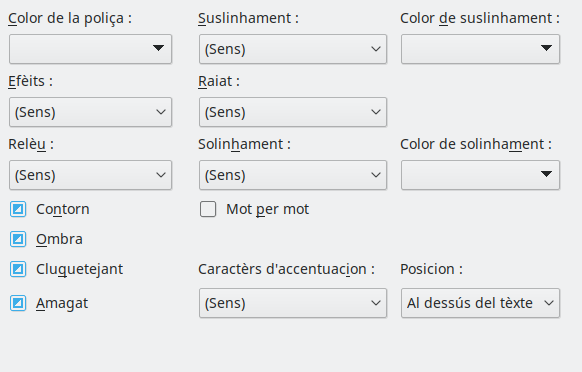 Color de la poliça : Suslinhament : Color de suslinhament :
(Sens)
Efèits : Raiat :
(Sens) (Sens)
Relèu : Solinhament : Color de solinhament :
(Sens) (Sens)
Contorn Mot per mot
Ombra
Cluquetejant Caractèrs d'accentuacion : Posicion :
Amagat (Sens) Al dessús del tèxte